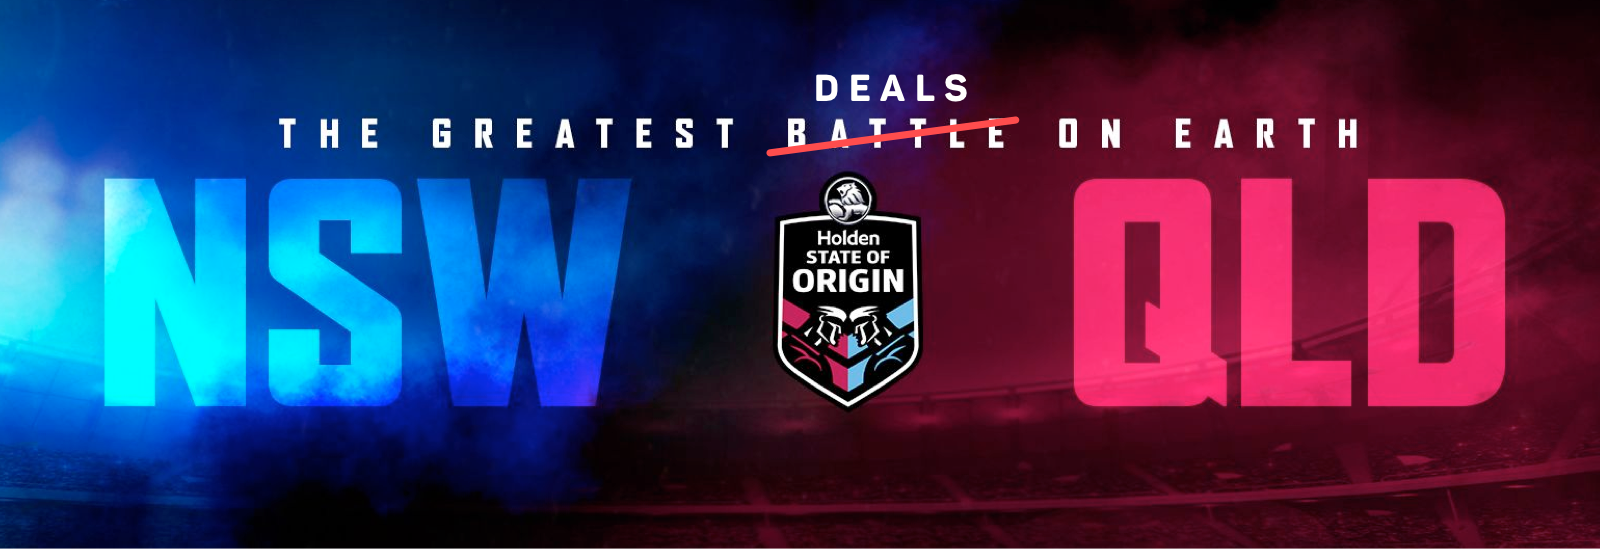 DEALS
THE GREATEST BATTLE ON EARTH
NSW QLD
Holden
STATE OF
ORIGIN